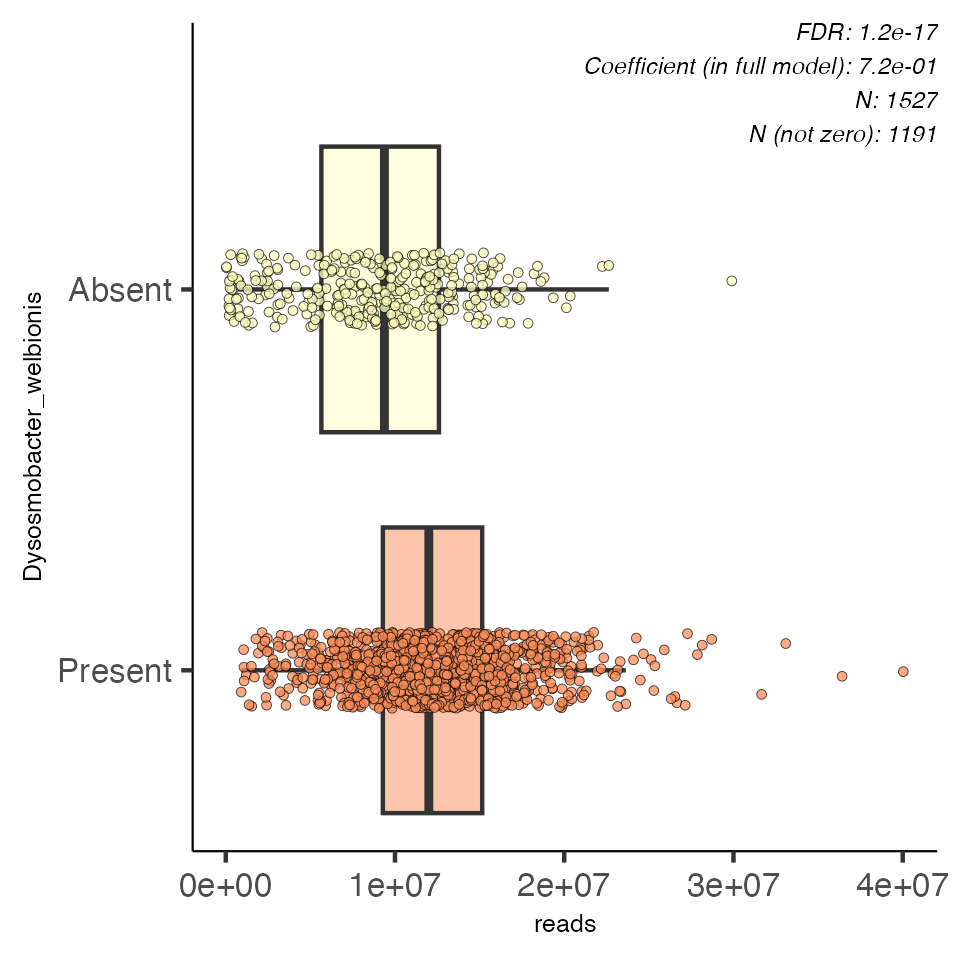 FDR: 1.2e-17
Coefficient (in full model): 7.2e-01
N: 1527
N (not zero): 1191
Dysosmobacter_welbionis
Absent
Present
0e+00 1e+07 2e+07 3e+07 4e+07
reads